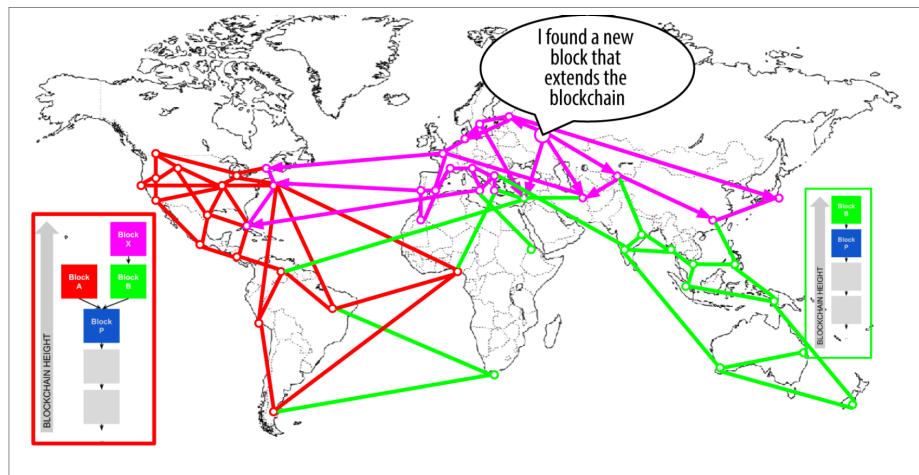 I found a new
block that
extends the
blockchain
BLOCKCHAIN HEIGHT
Block
X
Block
A
Block
B
Block
P
BLOCKCHAIN HEIGHT
Block
B
Block
P